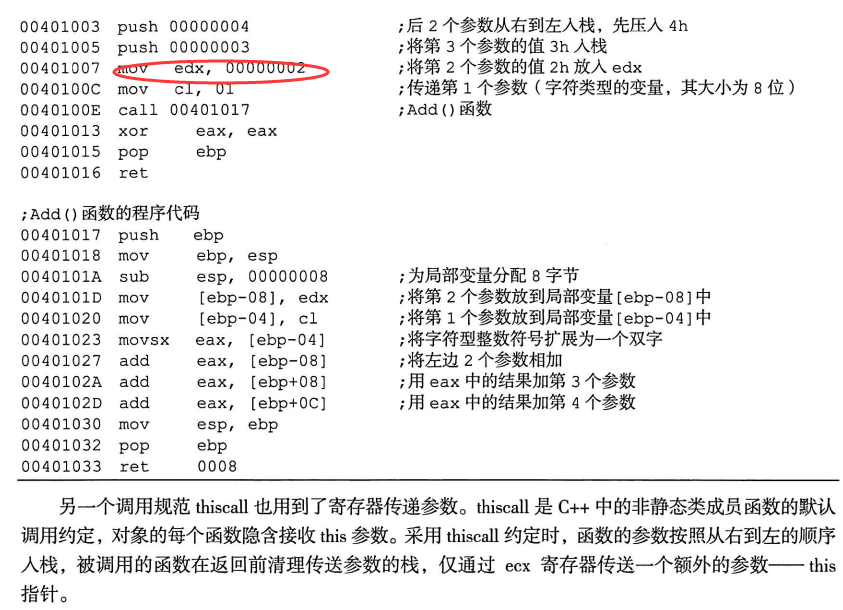 00401003 push 00000004 ;后2个参数从右到左入栈，先压入4h
00401005 push 00000003 ;将第3个参数的值3h入栈
00401007 mov edx, 00000002 ;将第2个参数的值2h放入edx
0040100C mov cl, 01 ;传递第1个参数（字符类型的变量，其大小为8位）
0040100E call 00401017 ;Add()函数
00401013 xor eax, eax
00401015 pop ebp
00401016 ret
;Add()函数的程序代码
00401017 push ebp
00401018 mov ebp, esp
0040101A sub esp, 00000008 ;为局部变量分配8字节
0040101D mov [ebp-08], edx ;将第2个参数放到局部变量[ebp-08]中
00401020 mov [ebp-04], cl ;将第1个参数放到局部变量[ebp-04]中
00401023 movsx eax, [ebp-04] ;将字符型整数符号扩展为一个双字
00401027 add eax, [ebp-08] ;将左边2个参数相加
0040102A add eax, [ebp+08] ;用eax中的结果加第3个参数
0040102D add eax, [ebp+0C] ;用eax中的结果加第4个参数
00401030 mov esp, ebp
00401032 pop ebp
00401033 ret 0008
另一个调用规范 thiscall 也用到了寄存器传递参数。thiscall 是 C++ 中的非静态类成员函数的默认
调用约定，对象的每个函数隐含接收 this 参数。采用 thiscall 约定时，函数的参数按照从右到左的顺序
入栈，被调用的函数在返回前清理传送参数的栈，仅通过 ecx 寄存器传送一个额外的参数—— this
指针。